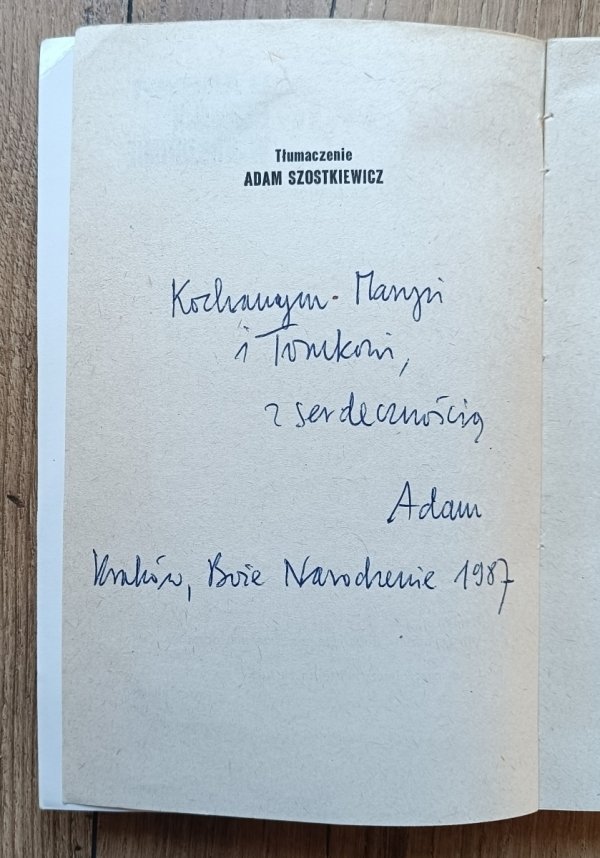 Tłumaczenie
ADAM SZOSTKIEWICZ
Kochanym Marysi
i Tomkowi,
z serdecznością
Adam
Kraków, Boże Narodzenie 1987